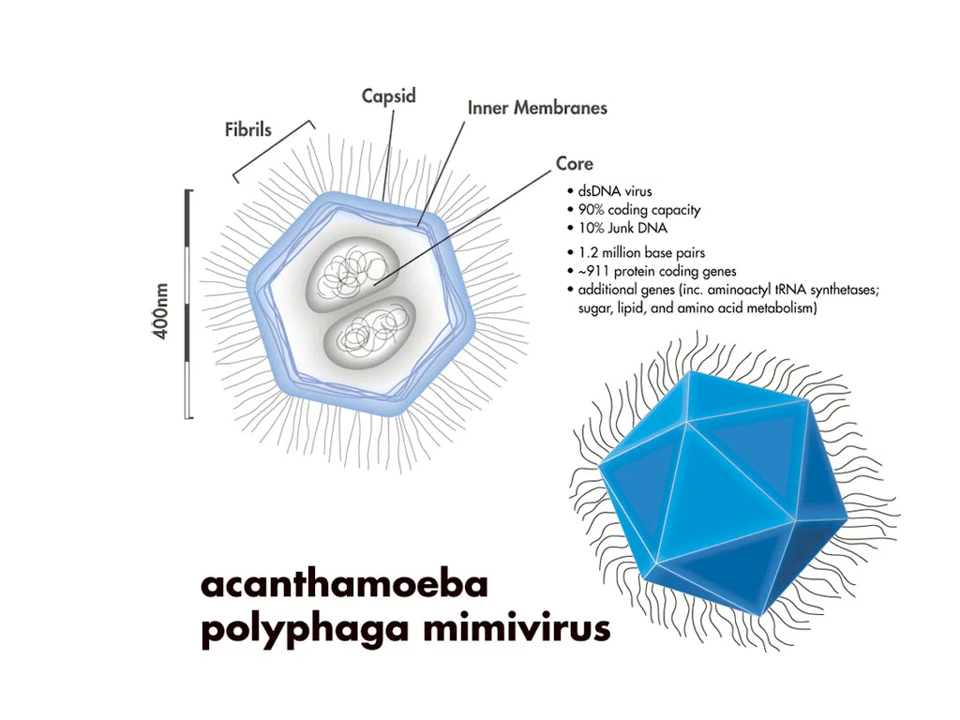 Capsid
Inner Membranes
Fibrils
Core
• dsDNA virus
• 90% coding capacity
• 10% Junk DNA
• 1.2 million base pairs
• ~911 protein coding genes
• additional genes (inc. aminoactyl tRNA synthetases;
sugar, lipid, and amino acid metabolism)
400nm
acanthamoeba
polyphaga mimivirus